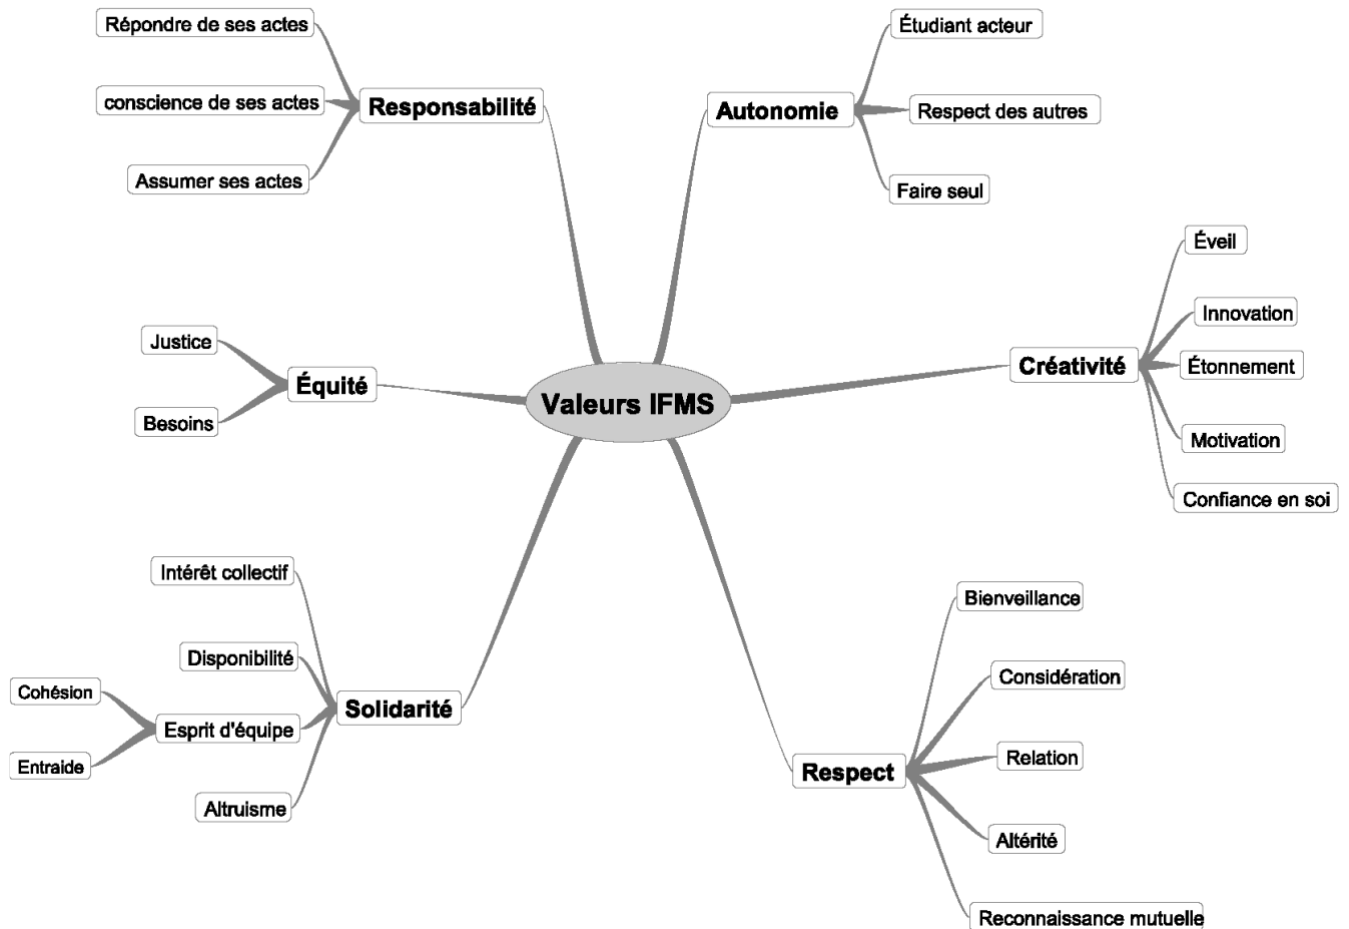 Répondre de ses actes
conscience de ses actes
Assumer ses actes
Responsabilité
Autonomie
Étudiant acteur
Respect des autres
Faire seul
Éveil
Innovation
Étonnement
Motivation
Confiance en soi
Créativité
Justice
Besoins
Équité
Valeurs IFMS
Intérêt collectif
Disponibilité
Cohésion
Entraide
Esprit d'équipe
Altruisme
Solidarité
Respect
Bienveillance
Considération
Relation
Altérité
Reconnaissance mutuelle